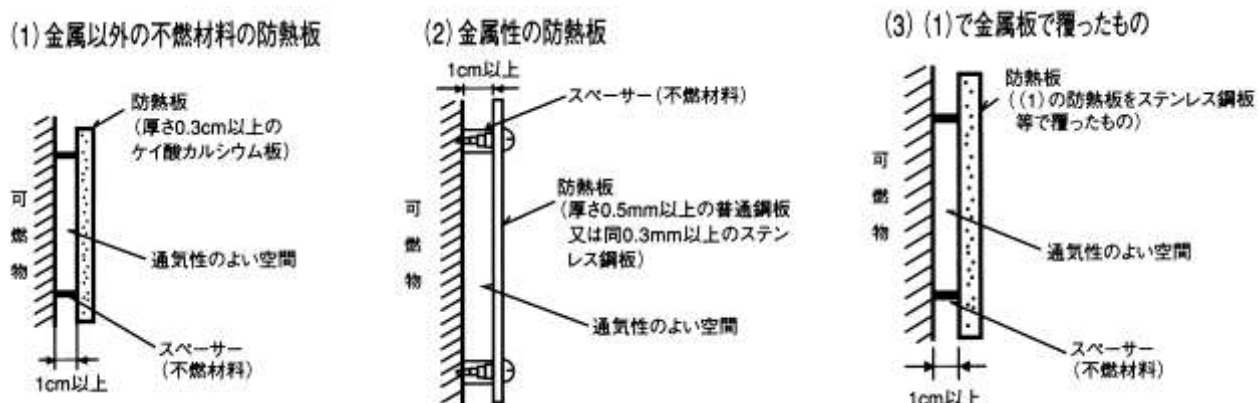 (1)金属以外の不燃材料の防熱板
防熱板
(厚さ0.3cm以上の
ケイ酸カルシウム板)
可燃物
通気性のよい空間
スペーサー
(不燃材料)
1cm以上
(2)金属性の防熱板
1cm以上
スペーサー(不燃材料)
防熱板
(厚さ0.5mm以上の普通鋼板
又は同0.3mm以上のステン
レス鋼板)
可燃物
通気性のよい空間
(3)(1)で金属板で覆ったもの
防熱板
((1)の防熱板をステンレス鋼板
等で覆ったもの)
可燃物
通気性のよい空間
スペーサー
(不燃材料)
1cm以上